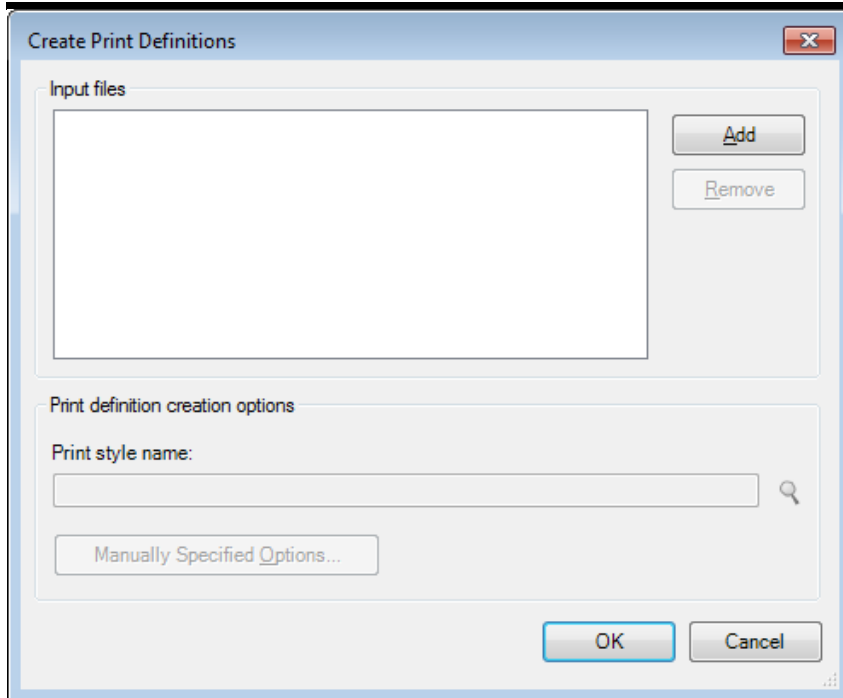 Create Print Definitions
Input files
Add
Remove
Print definition creation options
Print style name:
Manually Specified Options...
OK
Cancel